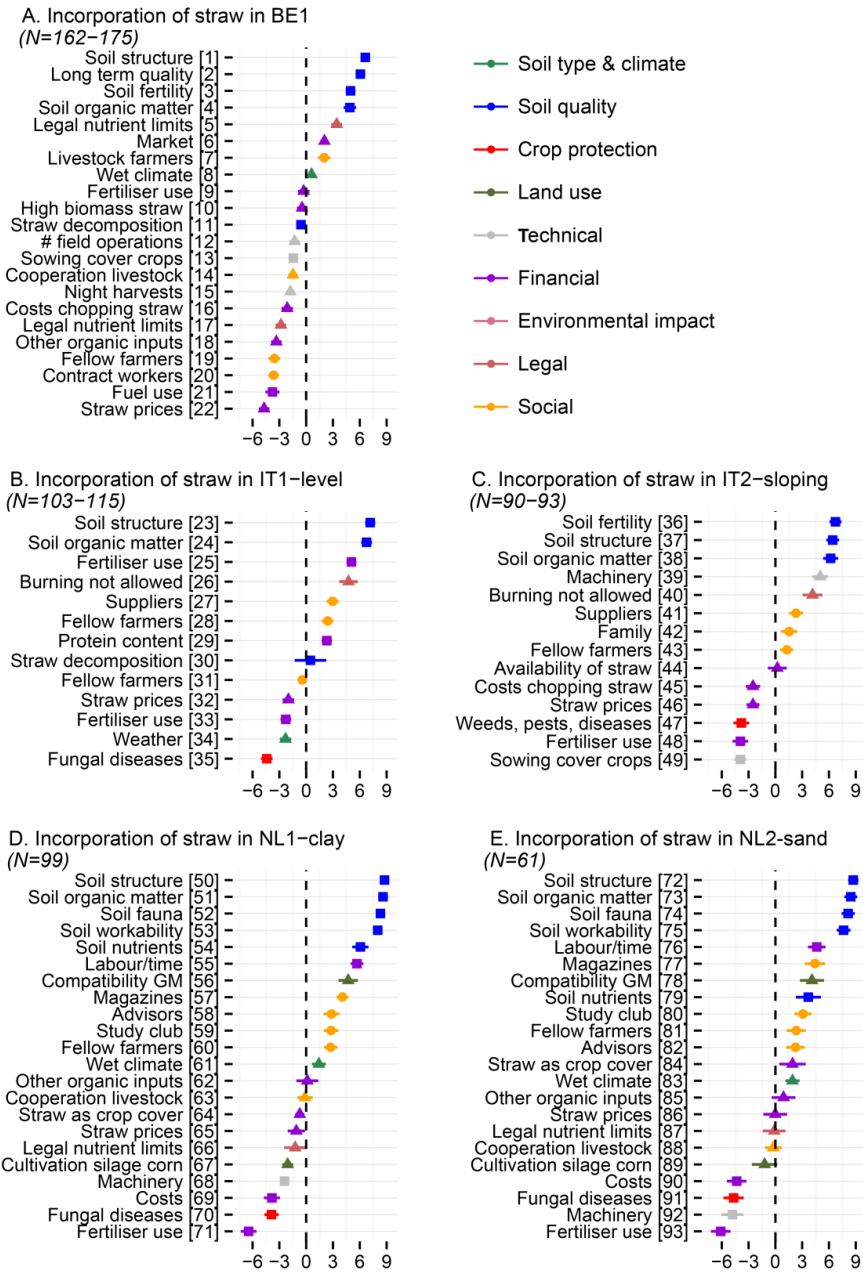 A. Incorporation of straw in BE1
(N=162−175)
Soil structure [1]
Long term quality [2]
Soil fertility [3]
Soil organic matter [4]
Legal nutrient limits [5]
Market [6]
Livestock farmers [7]
Wet climate [8]
Fertiliser use [9]
High biomass straw [10]
Straw decomposition [11]
# field operations [12]
Sowing cover crops [13]
Cooperation livestock [14]
Night harvests [15]
Costs chopping straw [16]
Legal nutrient limits [17]
Other organic inputs [18]
Fellow farmers [19]
Contract workers [20]
Fuel use [21]
Straw prices [22]
−6 −3 0 3 6 9
Soil type & climate
Soil quality
Crop protection
Land use
Technical
Financial
Environmental impact
Legal
Social
B. Incorporation of straw in IT1−level
(N=103−115)
Soil structure [23]
Soil organic matter [24]
Fertiliser use [25]
Burning not allowed [26]
Suppliers [27]
Fellow farmers [28]
Protein content [29]
Straw decomposition [30]
Fellow farmers [31]
Straw prices [32]
Fertiliser use [33]
Weather [34]
Fungal diseases [35]
−6 −3 0 3 6 9
C. Incorporation of straw in IT2−sloping
(N=90−93)
Soil fertility [36]
Soil structure [37]
Soil organic matter [38]
Machinery [39]
Burning not allowed [40]
Suppliers [41]
Family [42]
Fellow farmers [43]
Availability of straw [44]
Costs chopping straw [45]
Straw prices [46]
Weeds, pests, diseases [47]
Fertiliser use [48]
Sowing cover crops [49]
−6 −3 0 3 6 9
D. Incorporation of straw in NL1−clay
(N=99)
Soil structure [50]
Soil organic matter [51]
Soil fauna [52]
Soil workability [53]
Soil nutrients [54]
Labour/time [55]
Compatibility GM [56]
Magazines [57]
Advisors [58]
Study club [59]
Fellow farmers [60]
Wet climate [61]
Other organic inputs [62]
Cooperation livestock [63]
Straw as crop cover [64]
Straw prices [65]
Legal nutrient limits [66]
Cultivation silage corn [67]
Machinery [68]
Costs [69]
Fungal diseases [70]
Fertiliser use [71]
−6 −3 0 3 6 9
E. Incorporation of straw in NL2-sand
(N=61)
Soil structure [72]
Soil organic matter [73]
Soil fauna [74]
Soil workability [75]
Labour/time [76]
Magazines [77]
Compatibility GM [78]
Soil nutrients [79]
Study club [80]
Fellow farmers [81]
Advisors [82]
Straw as crop cover [84]
Wet climate [83]
Other organic inputs [85]
Straw prices [86]
Legal nutrient limits [87]
Cooperation livestock [88]
Cultivation silage corn [89]
Costs [90]
Fungal diseases [91]
Machinery [92]
Fertiliser use [93]
−6 −3 0 3 6 9